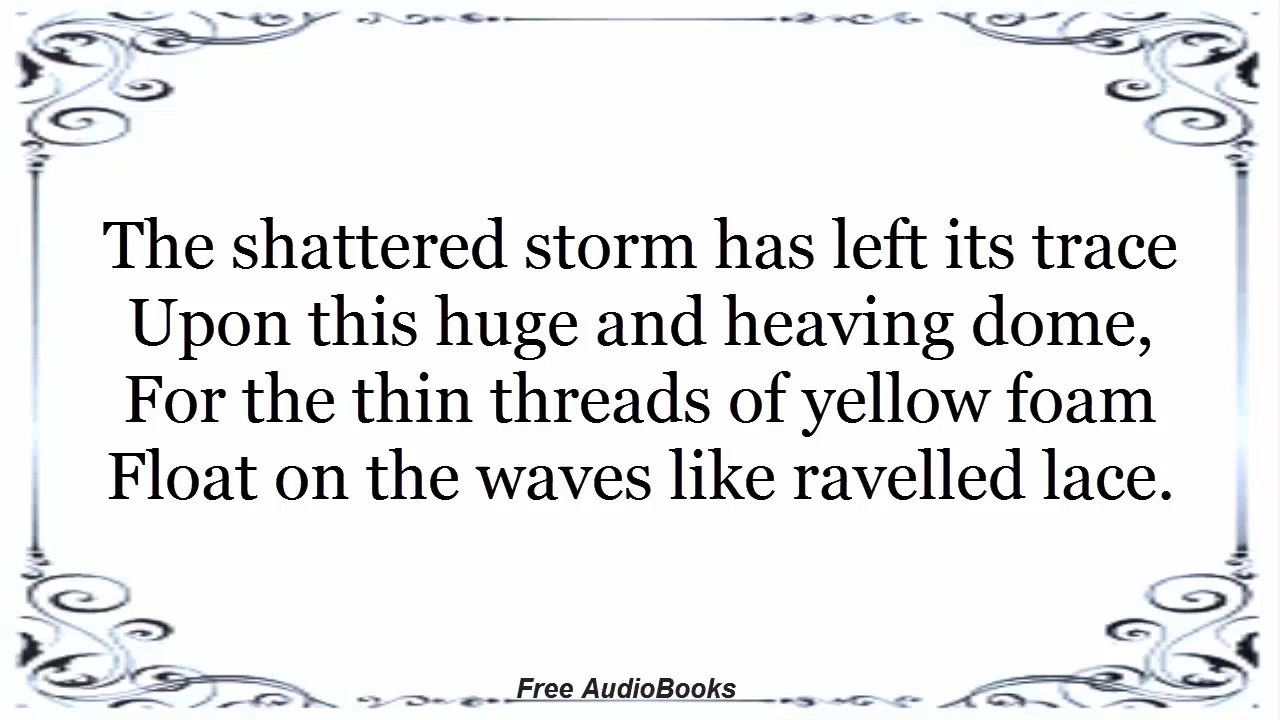 The shattered storm has left its trace
Upon this huge and heaving dome,
For the thin threads of yellow foam
Float on the waves like ravelled lace.
Free AudioBooks